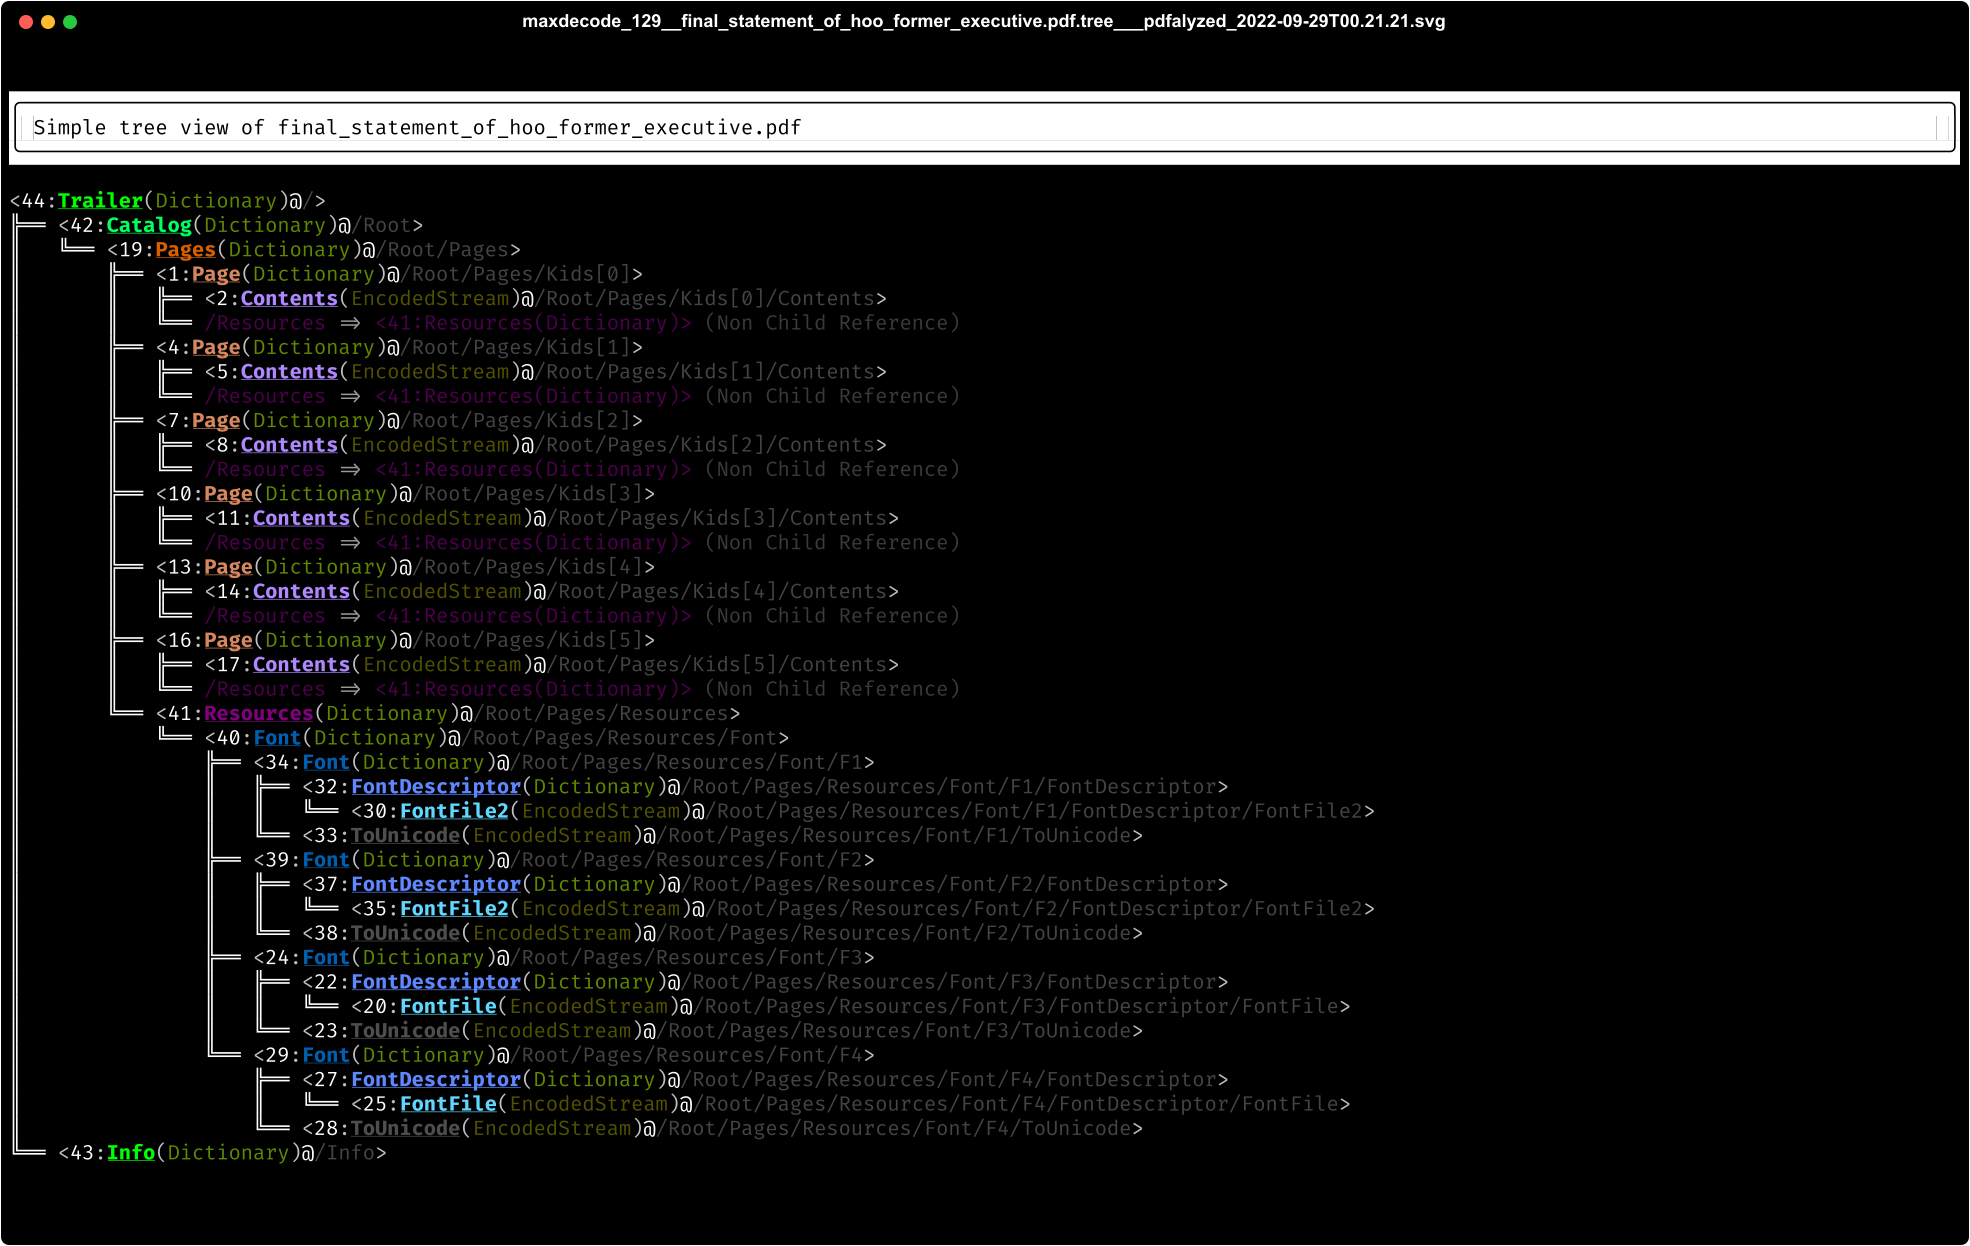 maxdecode_129__final_statement_of_hoo_former_executive.pdf.tree___pdfalyzed_2022-09-29T00.21.21.svg
Simple tree view of final_statement_of_hoo_former_executive.pdf
<44:Trailer(Dictionary)@/>
<42:Catalog(Dictionary)@/Root>
<19:Pages(Dictionary)@/Root/Pages>
<1:Page(Dictionary)@/Root/Pages/Kids[0]>
<2:Contents(EncodedStream)@/Root/Pages/Kids[0]/Contents>
/Resources => <41:Resources(Dictionary)> (Non Child Reference)
<4:Page(Dictionary)@/Root/Pages/Kids[1]>
<5:Contents(EncodedStream)@/Root/Pages/Kids[1]/Contents>
/Resources => <41:Resources(Dictionary)> (Non Child Reference)
<7:Page(Dictionary)@/Root/Pages/Kids[2]>
<8:Contents(EncodedStream)@/Root/Pages/Kids[2]/Contents>
/Resources => <41:Resources(Dictionary)> (Non Child Reference)
<10:Page(Dictionary)@/Root/Pages/Kids[3]>
<11:Contents(EncodedStream)@/Root/Pages/Kids[3]/Contents>
/Resources => <41:Resources(Dictionary)> (Non Child Reference)
<13:Page(Dictionary)@/Root/Pages/Kids[4]>
<14:Contents(EncodedStream)@/Root/Pages/Kids[4]/Contents>
/Resources => <41:Resources(Dictionary)> (Non Child Reference)
<16:Page(Dictionary)@/Root/Pages/Kids[5]>
<17:Contents(EncodedStream)@/Root/Pages/Kids[5]/Contents>
/Resources => <41:Resources(Dictionary)> (Non Child Reference)
<41:Resources(Dictionary)@/Root/Pages/Resources>
<40:Font(Dictionary)@/Root/Pages/Resources/Font>
<34:Font(Dictionary)@/Root/Pages/Resources/Font/F1>
<32:FontDescriptor(Dictionary)@/Root/Pages/Resources/Font/F1/FontDescriptor>
<30:FontFile2(EncodedStream)@/Root/Pages/Resources/Font/F1/FontDescriptor/FontFile2>
<33:ToUnicode(EncodedStream)@/Root/Pages/Resources/Font/F1/ToUnicode>
<39:Font(Dictionary)@/Root/Pages/Resources/Font/F2>
<37:FontDescriptor(Dictionary)@/Root/Pages/Resources/Font/F2/FontDescriptor>
<35:FontFile2(EncodedStream)@/Root/Pages/Resources/Font/F2/FontDescriptor/FontFile2>
<38:ToUnicode(EncodedStream)@/Root/Pages/Resources/Font/F2/ToUnicode>
<24:Font(Dictionary)@/Root/Pages/Resources/Font/F3>
<22:FontDescriptor(Dictionary)@/Root/Pages/Resources/Font/F3/FontDescriptor>
<20:FontFile(EncodedStream)@/Root/Pages/Resources/Font/F3/FontDescriptor/FontFile>
<23:ToUnicode(EncodedStream)@/Root/Pages/Resources/Font/F3/ToUnicode>
<29:Font(Dictionary)@/Root/Pages/Resources/Font/F4>
<27:FontDescriptor(Dictionary)@/Root/Pages/Resources/Font/F4/FontDescriptor>
<25:FontFile(EncodedStream)@/Root/Pages/Resources/Font/F4/FontDescriptor/FontFile>
<28:ToUnicode(EncodedStream)@/Root/Pages/Resources/Font/F4/ToUnicode>
<43:Info(Dictionary)@/Info>